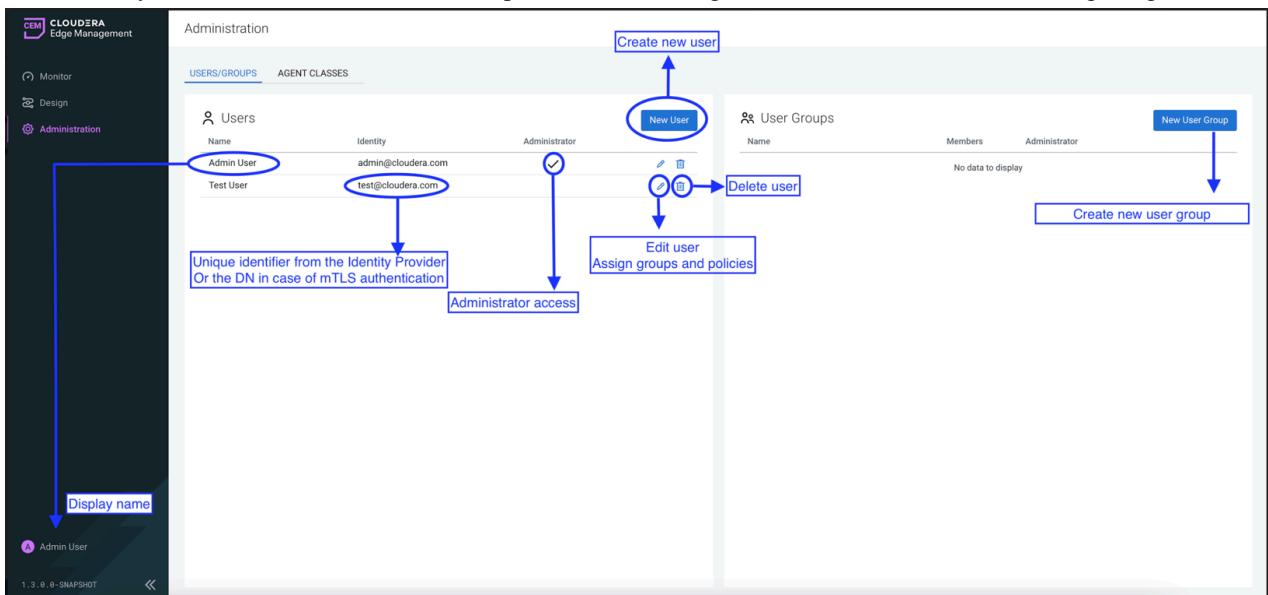 CEM CLOUDERA
Edge Management
Administration
Create new user
Monitor
Design
Administration
USERS/GROUPS AGENT CLASSES
Users
New User
Name Identity Administrator
Admin User admin@cloudera.com
Test User test@cloudera.com
User Groups
New User Group
Name Members Administrator
No data to display
Delete user
Create new user group
Edit user
Assign groups and policies
Unique identifier from the Identity Provider
Or the DN in case of mTLS authentication
Administrator access
Display name
A Admin User
1.3.0.0-SNAPSHOT